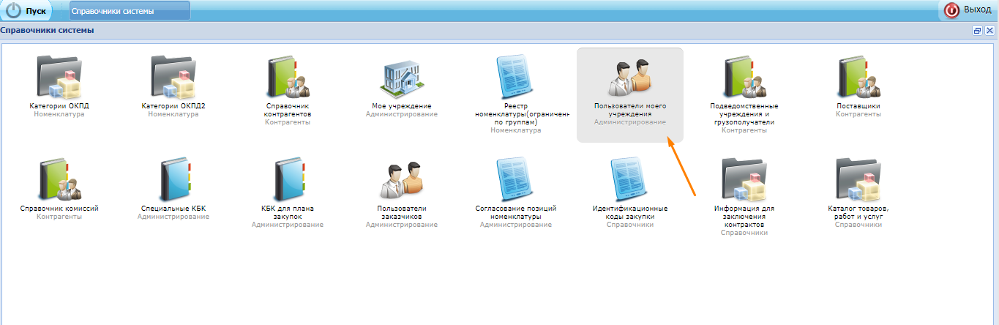 Пуск
Справочники системы
Выход
Справочники системы
Категории ОКПД
Номенклатура
Категории ОКПД2
Номенклатура
Справочник
контрагентов
Контрагенты
Мое учреждение
Администрирование
Реестр
номенклатуры(ограничен
по группам)
Номенклатура
Пользователи моего
учреждения
Администрирование
Подведомственные
учреждения и
грузополучатели
Контрагенты
Поставщики
Контрагенты
Справочник комиссий
Контрагенты
Специальные КБК
Администрирование
КБК для плана
закупок
Администрирование
Пользователи
заказчиков
Администрирование
Согласование позиций
номенклатуры
Администрирование
Идентификационные
коды закупки
Справочники
Информация для
заключения
контрактов
Справочники
Каталог товаров,
работ и услуг
Справочники